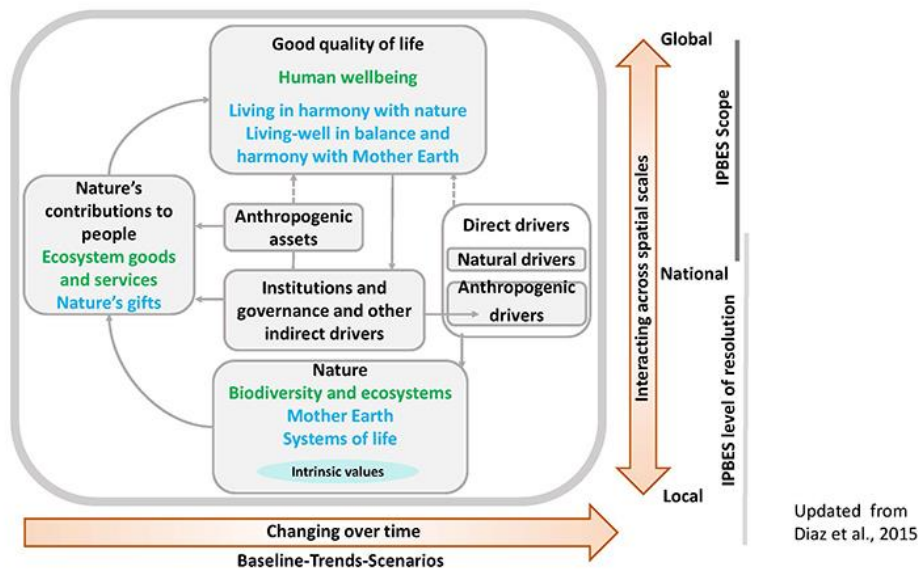 Good quality of life
Human wellbeing
Living in harmony with nature
Living-well in balance and
harmony with Mother Earth
Nature's
contributions to
people
Ecosystem goods
and services
Nature's gifts
Anthropogenic
assets
Institutions and
governance and other
indirect drivers
Direct drivers
Natural drivers
Anthropogenic
drivers
Nature
Biodiversity and ecosystems
Mother Earth
Systems of life
Intrinsic values
Global
National
Local
Interacting across spatial scales
IPBES Scope
IPBES level of resolution
Changing over time
Baseline-Trends-Scenarios
Updated from
Diaz et al., 2015